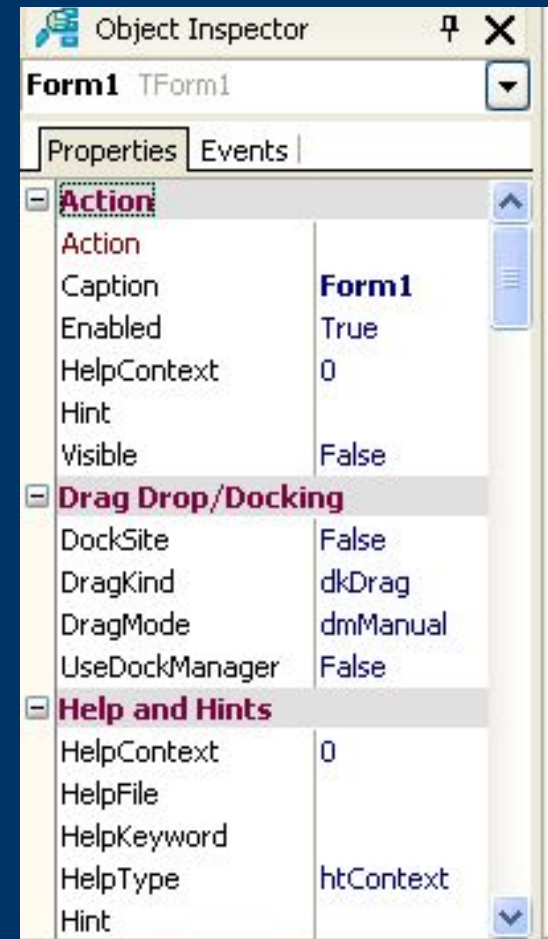 Object Inspector
Form1 TForm1
Properties Events
Action
Action
Caption Form1
Enabled True
HelpContext 0
Hint
Visible False
Drag Drop/Docking
DockSite False
DragKind dkDrag
DragMode dmManual
UseDockManager False
Help and Hints
HelpContext 0
HelpFile
HelpKeyword
HelpType htContext
Hint